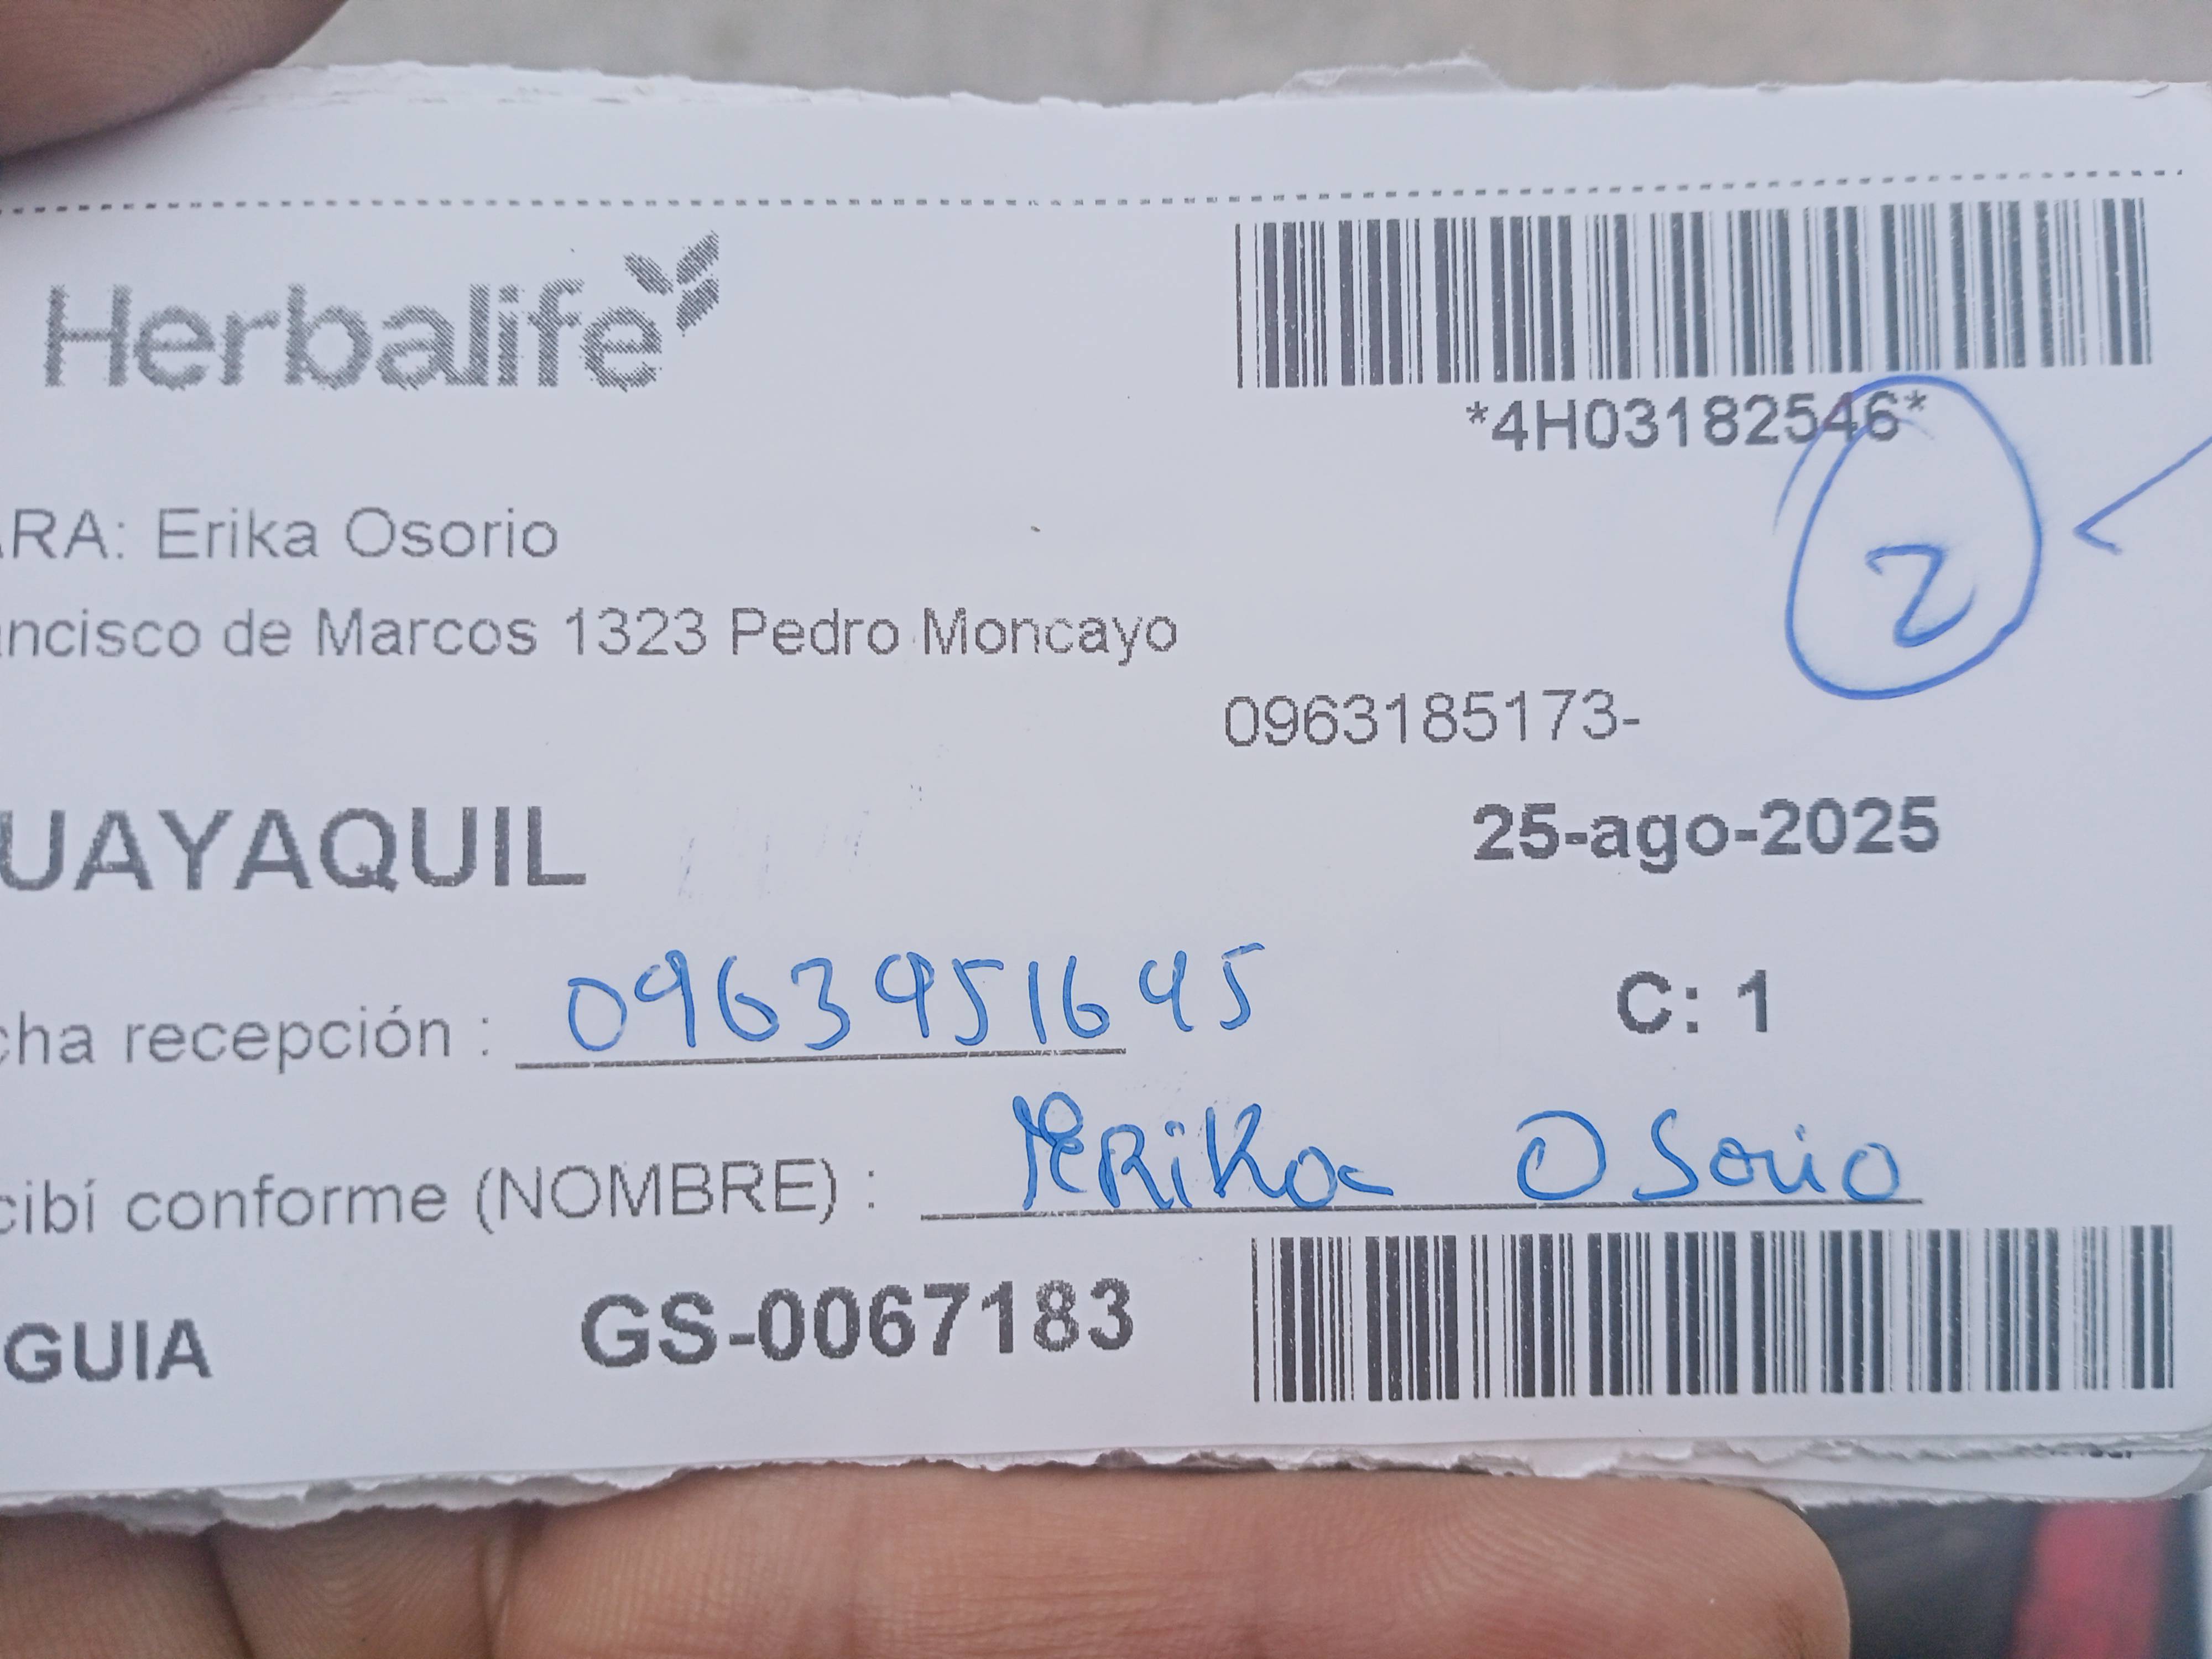 Herbalife
*4H03182546*
ARA: Erika Osorio
ncisco de Marcos 1323 Pedro Moncayo
2
0963185173-
UAYAQUIL
25-ago-2025
cha recepción : 0963951695
C: 1
cibí conforme (NOMBRE) : ERiKa Osorio
GUIA GS-0067183